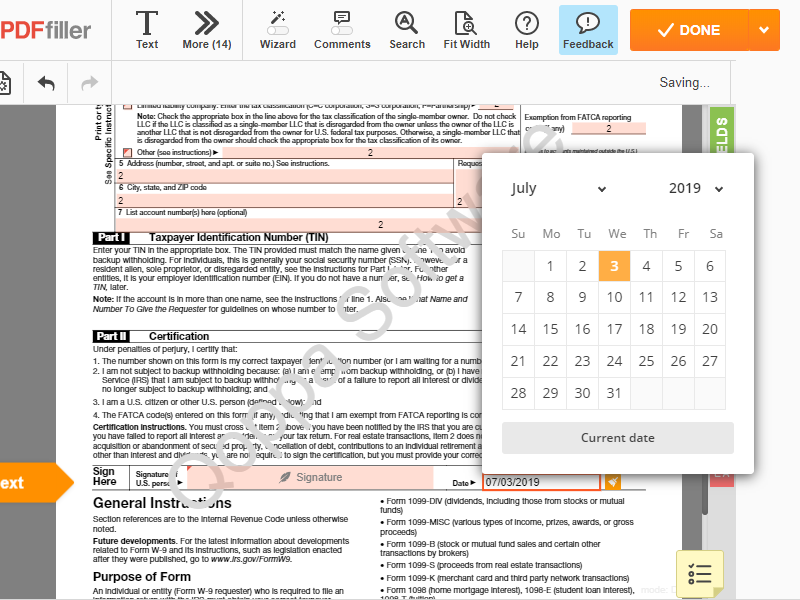 PDFfiller
Text
More (14)
Wizard
Comments
Search
Fit Width
Help
Feedback
DONE
Saving...
Print or ty
See Specific Instruct
2
Note: Check the appropriate box in the line above for the tax classification of the single-member owner. Do not check
LLC if the LLC is classified as a single-member LLC that is disregarded from the owner unless the owner of the LLC is
another LLC that is not disregarded from the owner for U.S. federal tax purposes. Otherwise, a single-member LLC that
is disregarded from the owner should check the appropriate box for the tax classification of its owner.
Exemption from FATCA reporting
2
Other (see instructions)
2
5 Address (number, street, and apt. or suite no.) See instructions.
Reques
2
6 City, state, and ZIP code
2
2
7 List account number(s) here (optional)
2
Part I Taxpayer Identification Number (TIN)
Enter your TIN in the appropriate box. The TIN provided must match the name given on line 1 to avoid
backup withholding. For individuals, this is generally your social security number (SSN). However, for a
resident alien, sole proprietor, or disregarded entity, see the instructions for Part I, later. For other
entities, it is your employer identification number (EIN). If you do not have a number, see How to get a
TIN, later.
Note: If the account is in more than one name, see the instructions for line 1. Also see What Name and
Number To Give the Requester for guidelines on whose number to enter.
Part II Certification
Under penalties of perjury, I certify that:
1. The number shown on this form is my correct taxpayer identification number (or I am waiting for a numb
2. I am not subject to backup withholding because: (a) I am exempt from backup withholding, or (b) I have
Service (IRS) that I am subject to backup withholding as a result of a failure to report all interest or divide
no longer subject to backup withholding; and
3. I am a U.S. citizen or other U.S. person (defined below); and
4. The FATCA code(s) entered on this form (if any) indicating that I am exempt from FATCA reporting is corr
Certification instructions. You must cross out item 2 above if you have been notified by the IRS that you are cu
you have failed to report all interest and dividends on your tax return. For real estate transactions, item 2 does n
acquisition or abandonment of secured property, cancellation of debt, contributions to an individual retirement a
other than interest and dividends, you are not required to sign the certification, but you must provide your correc
Sign
Here
Signature of
U.S. person
Signature
Date
07/03/2019
General Instructions
Section references are to the Internal Revenue Code unless otherwise
noted.
Future developments. For the latest information about developments
related to Form W-9 and its instructions, such as legislation enacted
after they were published, go to www.irs.gov/FormW9.
Purpose of Form
An individual or entity (Form W-9 requester) who is required to file an
• Form 1099-DIV (dividends, including those from stocks or mutual
funds)
• Form 1099-MISC (various types of income, prizes, awards, or gross
proceeds)
• Form 1099-B (stock or mutual fund sales and certain other
transactions by brokers)
• Form 1099-S (proceeds from real estate transactions)
• Form 1099-K (merchant card and third party network transactions)
• Form 1098 (home mortgage interest), 1098-E (student loan interest),
Qoppa Software
ext
ELDS
July 2019
Su Mo Tu We Th Fr Sa
1 2 3 4 5 6
7 8 9 10 11 12 13
14 15 16 17 18 19 20
21 22 23 24 25 26 27
28 29 30 31
Current date